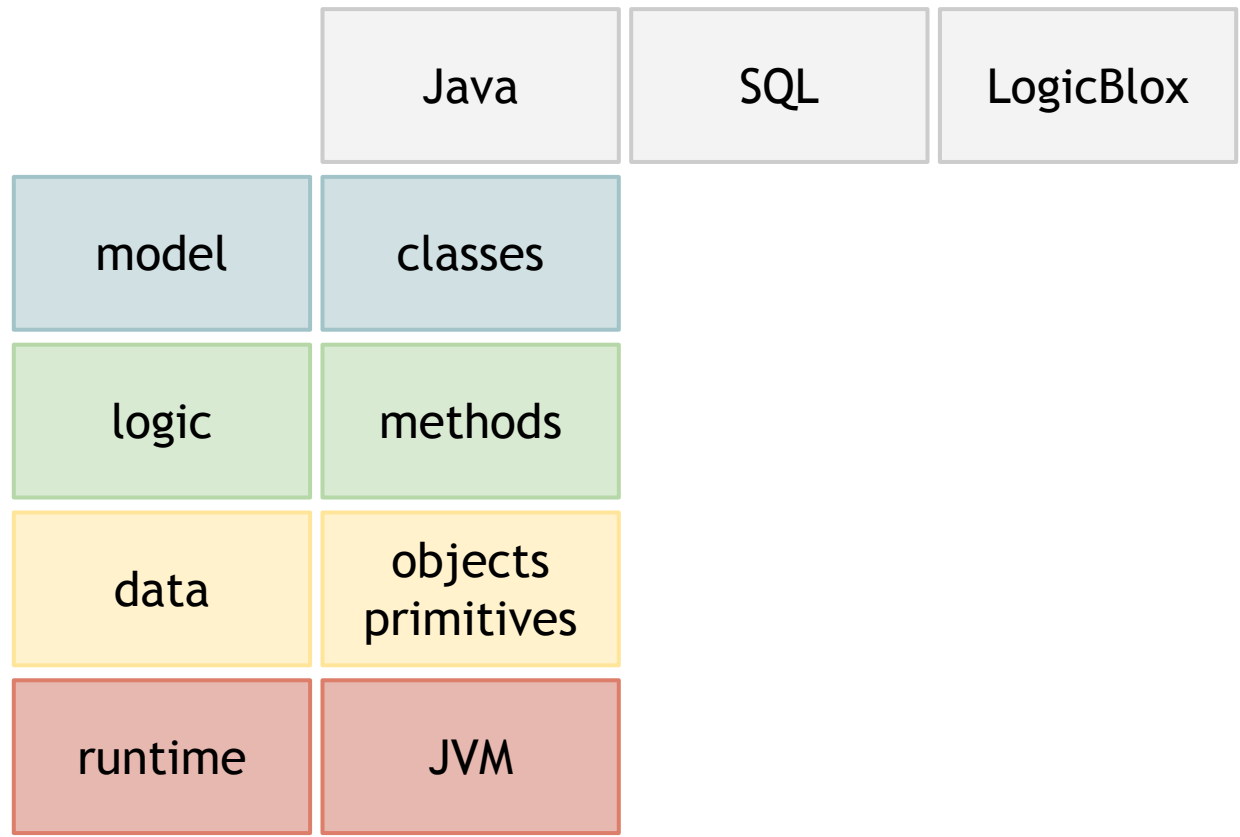 Java SQL LogicBlox
model classes
logic methods
data objects
primitives
runtime JVM